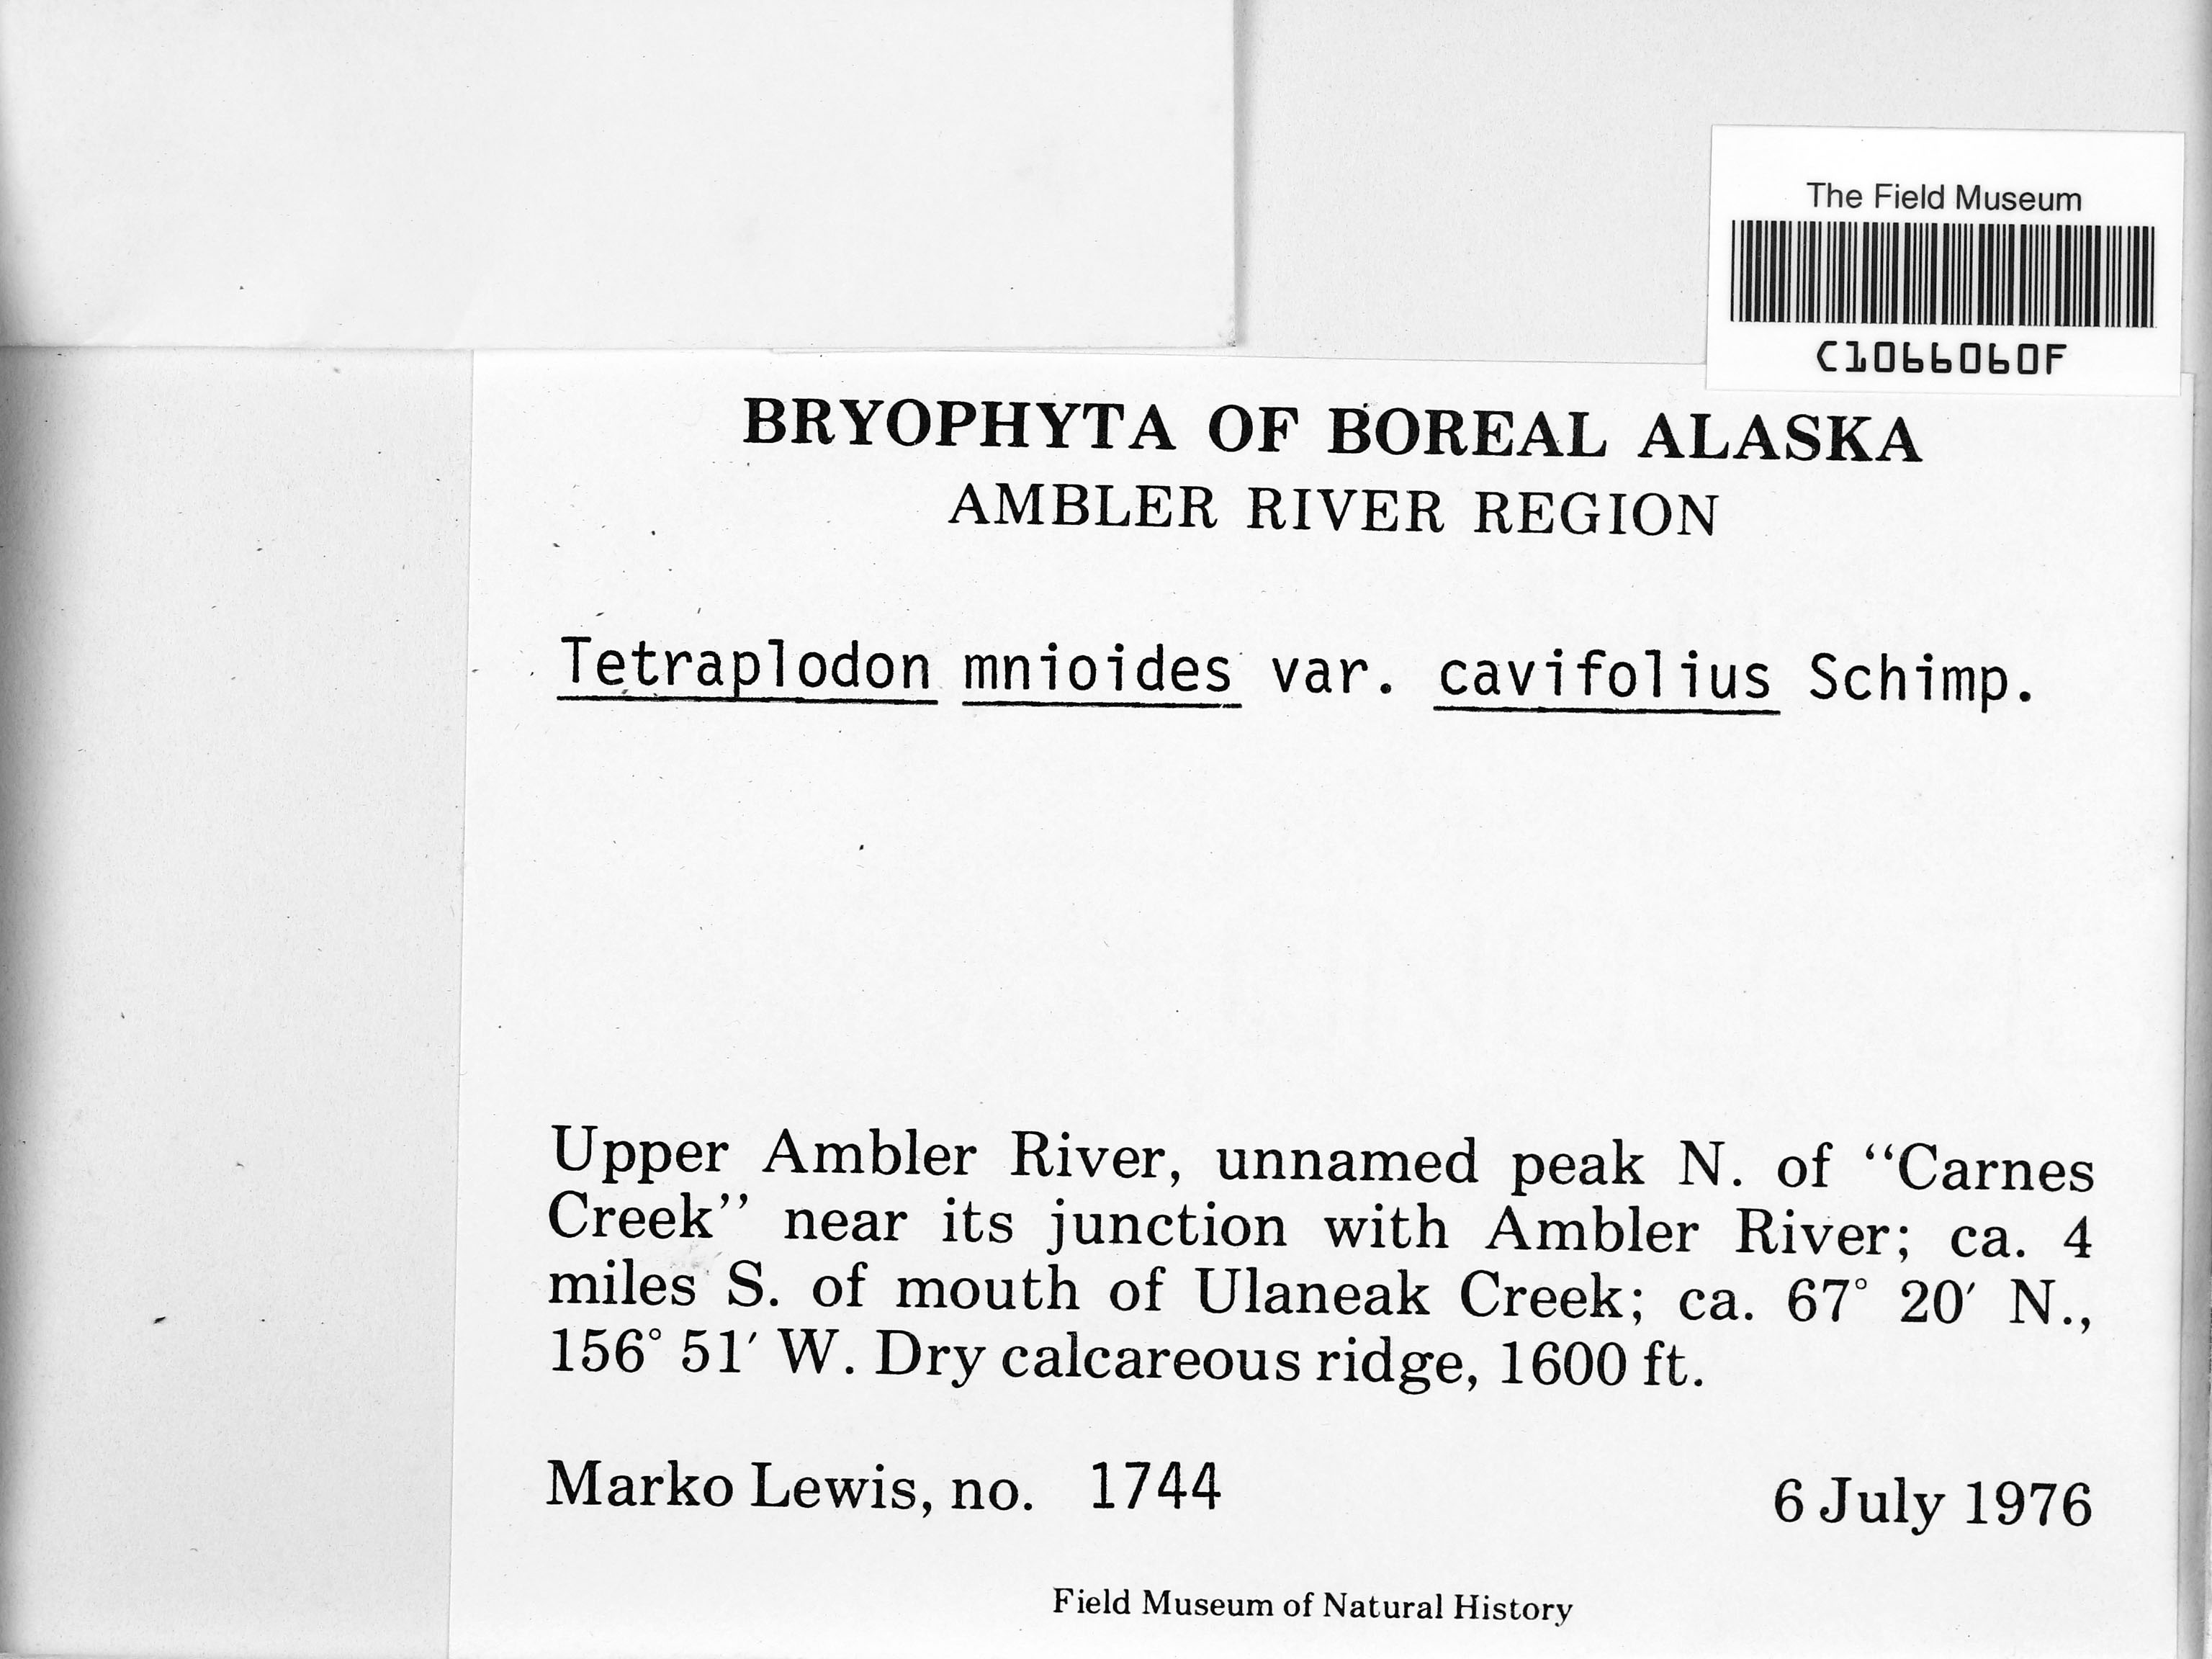 The Field Museum
C1066060F
BRYOPHYTA OF BOREAL ALASKA
AMBLER RIVER REGION
Tetraplodon mnioides var. cavifolius Schimp.
Upper Ambler River, unnamed peak N. of “Carnes
Creek” near its junction with Ambler River; ca. 4
miles S. of mouth of Ulaneak Creek; ca. 67° 20′ N.,
156° 51′ W. Dry calcareous ridge, 1600 ft.
Marko Lewis, no. 1744 6 July 1976
Field Museum of Natural History